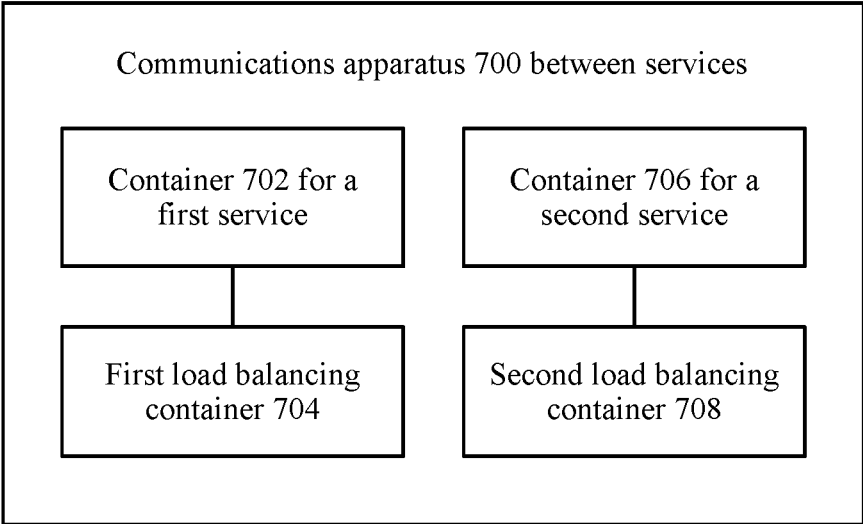 Communications apparatus 700 between services
Container 702 for a
first service
Container 706 for a
second service
First load balancing
container 704
Second load balancing
container 708